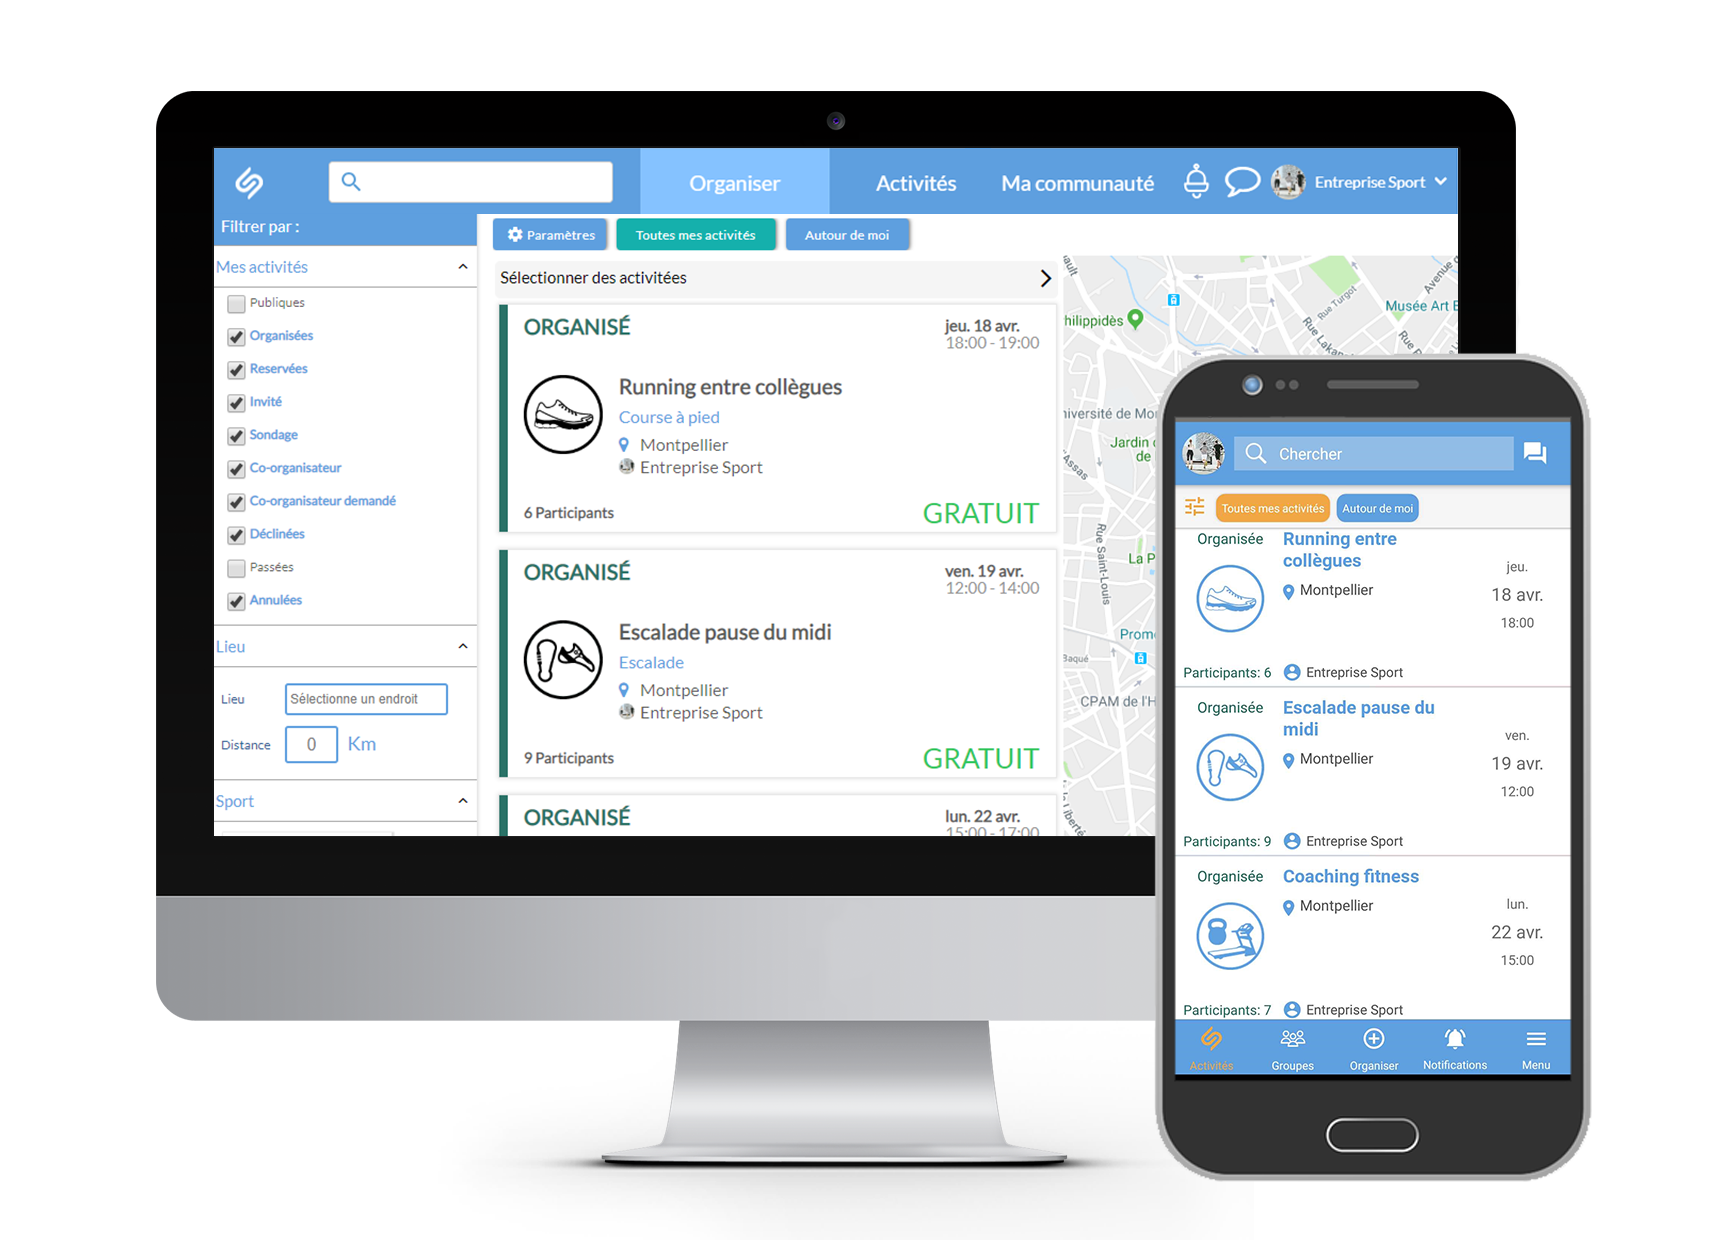 Organiser
Activités
Ma communauté
Entreprise Sport
Filtrer par :
Mes activités
Publiques
Organisées
Reservées
Invité
Sondage
Co-organisateur
Co-organisateur demandé
Déclinées
Passées
Annulées
Lieu
Lieu
Sélectionne un endroit
Distance
0
Km
Sport
Paramètres
Toutes mes activités
Autour de moi
Sélectionner des activitées
ORGANISÉ
jeu. 18 avr.
18:00 - 19:00
Running entre collègues
Course à pied
Montpellier
Entreprise Sport
6 Participants
GRATUIT
ORGANISÉ
ven. 19 avr.
12:00 - 14:00
Escalade pause du midi
Escalade
Montpellier
Entreprise Sport
9 Participants
GRATUIT
ORGANISÉ
lun. 22 avr.
15:00 - 17:00
Avenue
Rue Turgot
Musée Art
Rue
Jardin
de
Rue Saint-Louis
CPAM de l'H
Chercher
Toutes mes activités
Autour de moi
Organisée
Running entre
collègues
Montpellier
jeu.
18 avr.
18:00
Participants: 6
Entreprise Sport
Organisée
Escalade pause du
midi
Montpellier
ven.
19 avr.
12:00
Participants: 9
Entreprise Sport
Organisée
Coaching fitness
Montpellier
lun.
22 avr.
15:00
Participants: 7
Entreprise Sport
Activités
Groupes
Organiser
Notifications
Menu